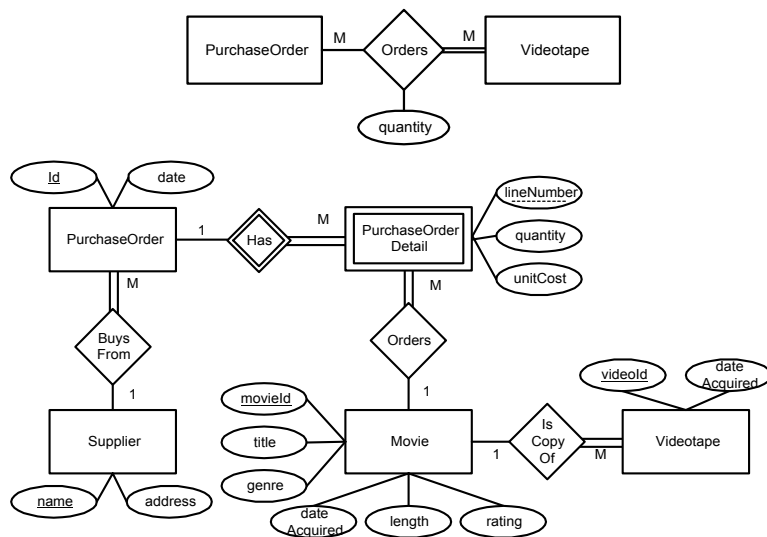 PurchaseOrder
M
Orders
M
Videotape
quantity
Id
date
lineNumber
PurchaseOrder
1
Has
M
PurchaseOrder
Detail
quantity
unitCost
M
M
Buys
From
Orders
videoId
date
Acquired
1
movieId
1
Supplier
title
Movie
1
Is
Copy
Of
M
Videotape
genre
name
address
date
Acquired
length
rating